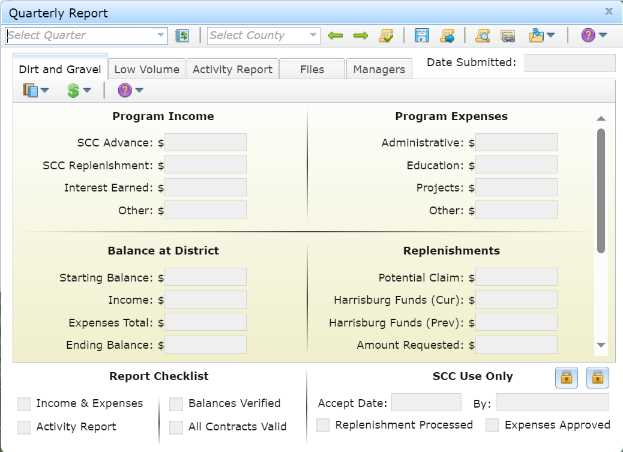 Quarterly Report
Select Quarter Select County
Dirt and Gravel Low Volume Activity Report Files Managers Date Submitted:
Program Income Program Expenses
SCC Advance: $ Administrative: $
SCC Replenishment: $ Education: $
Interest Earned: $ Projects: $
Other: $ Other: $
Balance at District Replenishments
Starting Balance: $ Potential Claim: $
Income: $ Harrisburg Funds (Cur): $
Expenses Total: $ Harrisburg Funds (Prev): $
Ending Balance: $ Amount Requested: $
Report Checklist SCC Use Only
Income & Expenses Balances Verified Accept Date: By:
Activity Report All Contracts Valid Replenishment Processed Expenses Approved